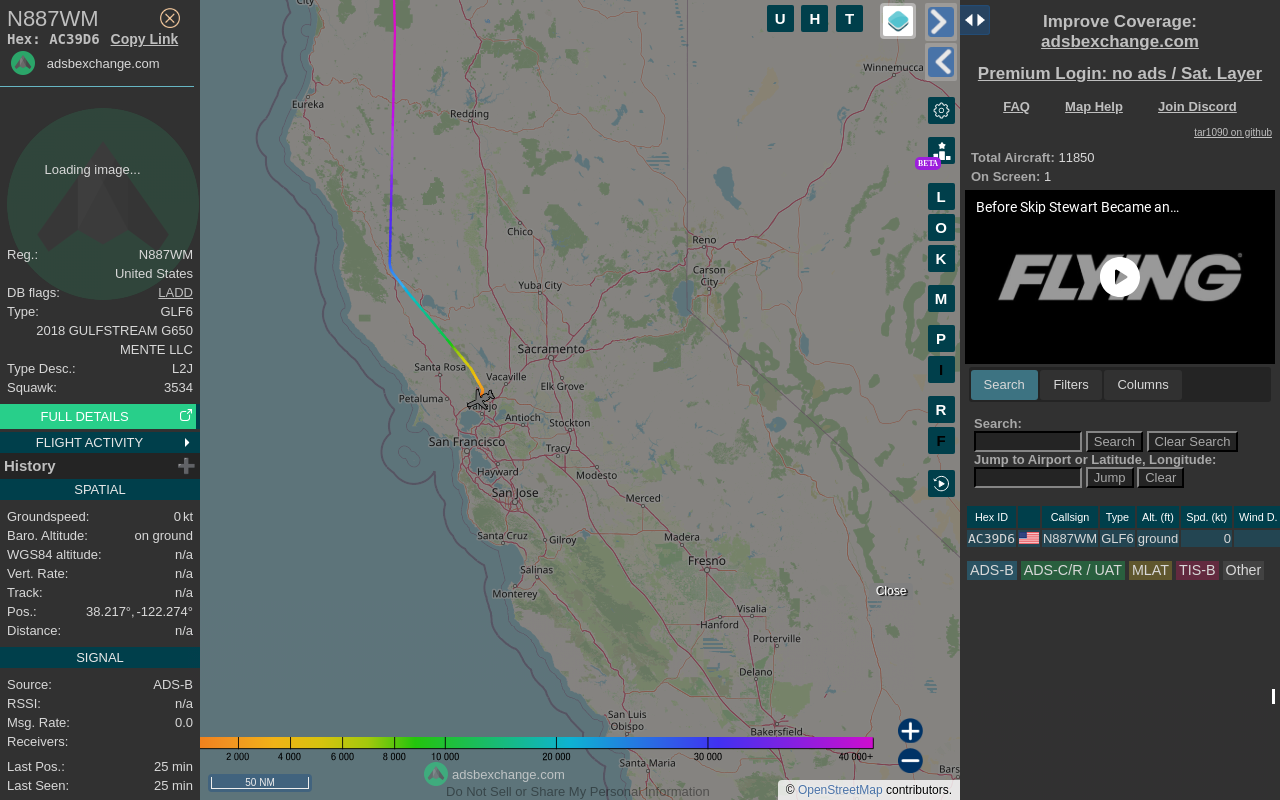 N887WM
Hex: AC39D6 Copy Link
adsbexchange.com
Loading image...
Reg.: N887WM
United States
DB flags: LADD
Type: GLF6
2018 GULFSTREAM G650
MENTE LLC
Type Desc.: L2J
Squawk: 3534
FULL DETAILS
FLIGHT ACTIVITY
History
SPATIAL
Groundspeed: 0 kt
Baro. Altitude: on ground
WGS84 altitude: n/a
Vert. Rate: n/a
Track: n/a
Pos.: 38.217°, -122.274°
Distance: n/a
SIGNAL
Source: ADS-B
RSSI: n/a
Msg. Rate: 0.0
Receivers:
Last Pos.: 25 min
Last Seen: 25 min
City
Winnemucca
Eureka
Redding
Chico
Reno
Carson
City
Yuba City
Sacramento
Santa Rosa
Vacaville
Elk Grove
Petaluma
Vallejo
Antioch
Stockton
San Francisco
Tracy
Hayward
Modesto
San Jose
Merced
Santa Cruz
Gilroy
Madera
Fresno
Salinas
Monterey
Visalia
Hanford
Porterville
Delano
San Luis
Obispo
Bakersfield
Santa Maria
Bars
U H T
BETA
L
O
K
M
P
I
R
F
Close
2 000 4 000 6 000 8 000 10 000 20 000 30 000 40 000+
50 NM
adsbexchange.com
Do Not Sell or Share My Personal Information
© OpenStreetMap contributors.
Improve Coverage:
adsbexchange.com
Premium Login: no ads / Sat. Layer
FAQ Map Help Join Discord
tar1090 on github
Total Aircraft: 11850
On Screen: 1
Before Skip Stewart Became an...
FLYING
Search Filters Columns
Search:
Search Clear Search
Jump to Airport or Latitude, Longitude:
Jump Clear
Hex ID Callsign Type Alt. (ft) Spd. (kt) Wind D.
AC39D6 N887WM GLF6 ground 0
ADS-B ADS-C/R / UAT MLAT TIS-B Other